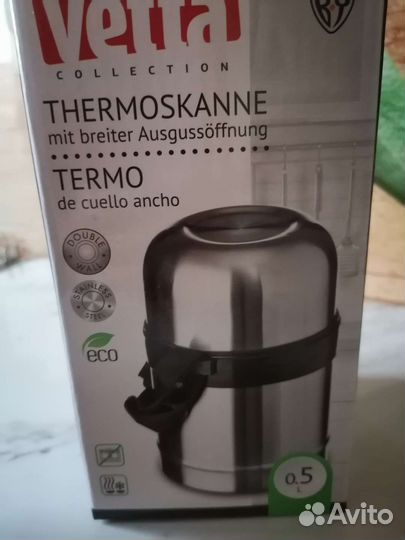 Vetta
COLLECTION
THERMOSKANNE
mit breiter Ausgussöffnung
TERMO
de cuello ancho
DOUBLE
WALL
STAINLESS
STEEL
eco
0.5
L
Avito